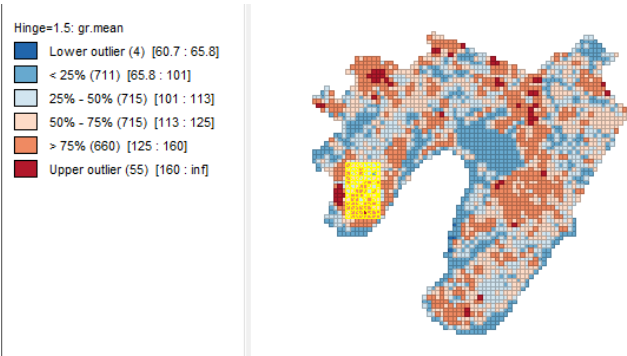 Hinge=1.5: gr.mean
Lower outlier (4) [60.7 : 65.8]
< 25% (711) [65.8 : 101]
25% - 50% (715) [101 : 113]
50% - 75% (715) [113 : 125]
> 75% (660) [125 : 160]
Upper outlier (55) [160 : inf]